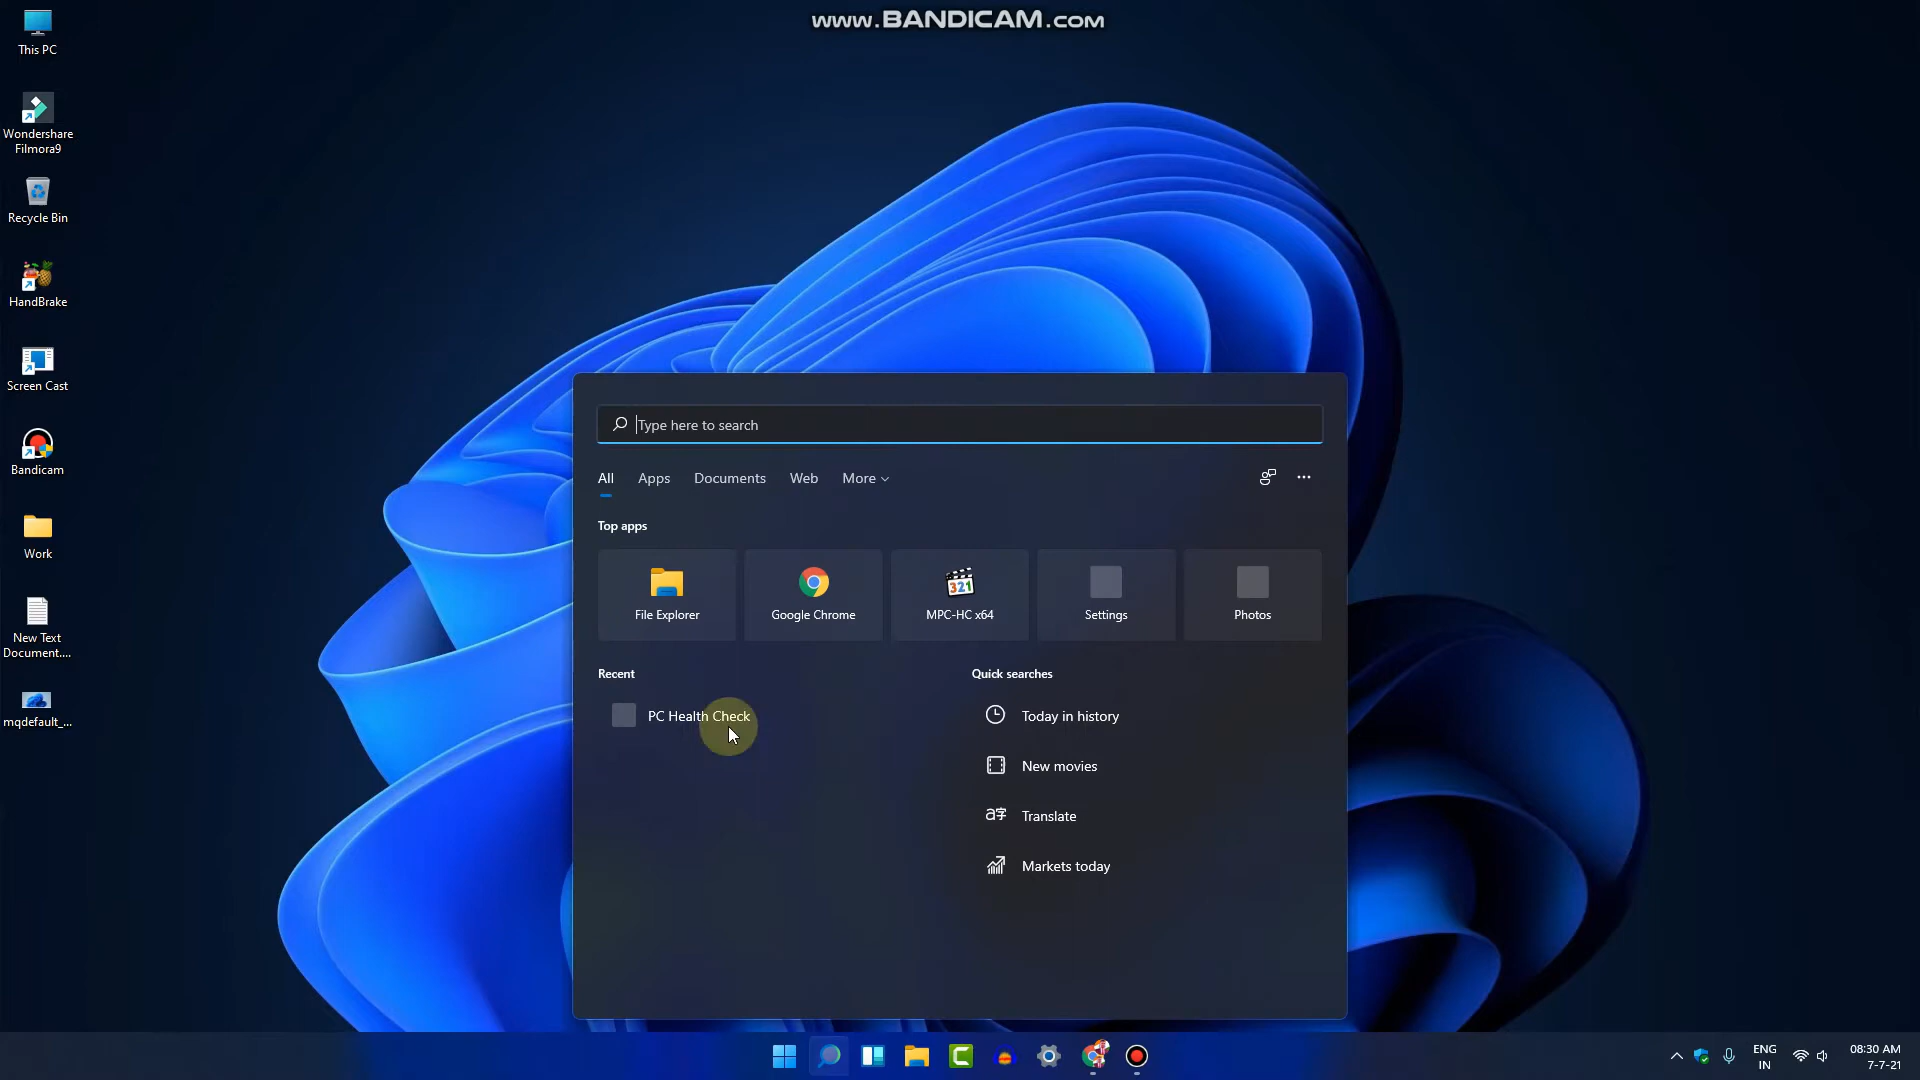 www.BANDICAM.com
This PC
Wondershare
Filmora9
Recycle Bin
HandBrake
Screen Cast
Bandicam
Work
New Text
Document....
mqdefault_...
Type here to search
All Apps Documents Web More
Top apps
File Explorer
321
Google Chrome
MPC-HC x64
Settings
Photos
Recent
PC Health Check
Quick searches
Today in history
New movies
Translate
Markets today
ENG
IN
08:30 AM
7-7-21